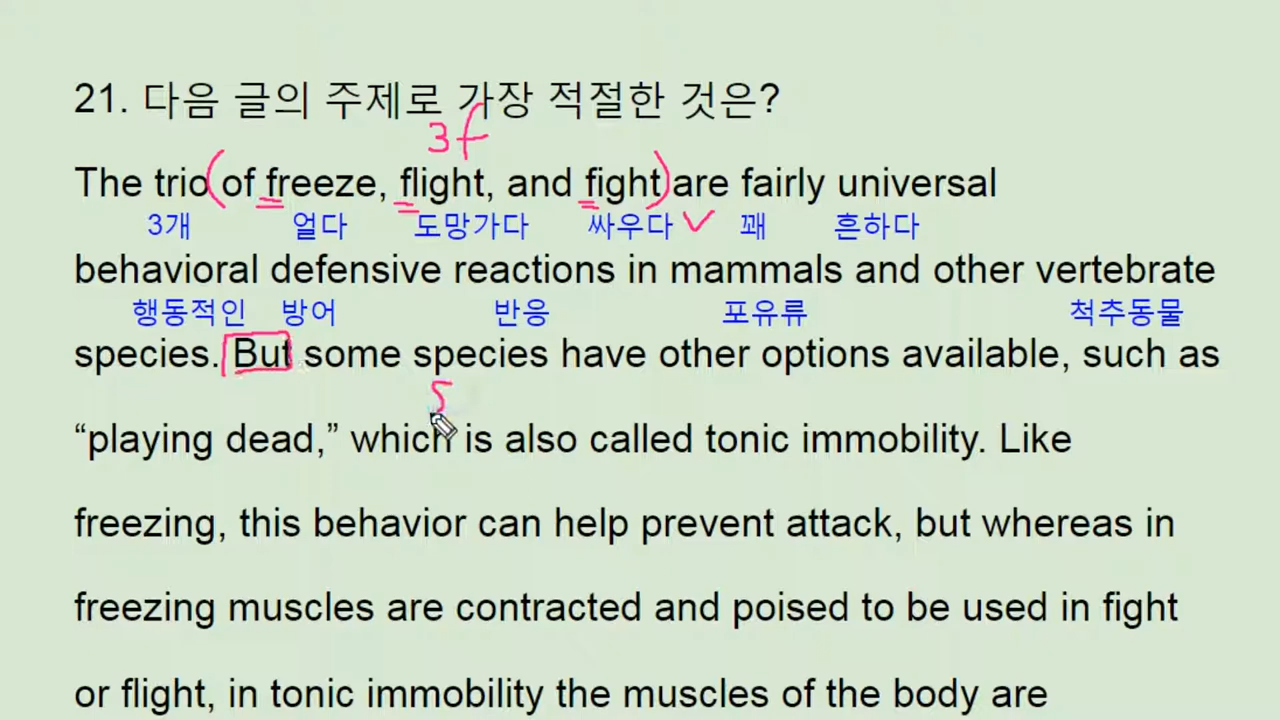 21. 다음 글의 주제로 가장 적절한 것은?
3f
The trio (of freeze, flight, and fight) are fairly universal
3개 얼다 도망가다 싸우다 꽤 흔하다
behavioral defensive reactions in mammals and other vertebrate
행동적인 방어 반응 포유류 척추동물
species. But some species have other options available, such as
“playing dead,” which is also called tonic immobility. Like
freezing, this behavior can help prevent attack, but whereas in
freezing muscles are contracted and poised to be used in fight
or flight, in tonic immobility the muscles of the body are